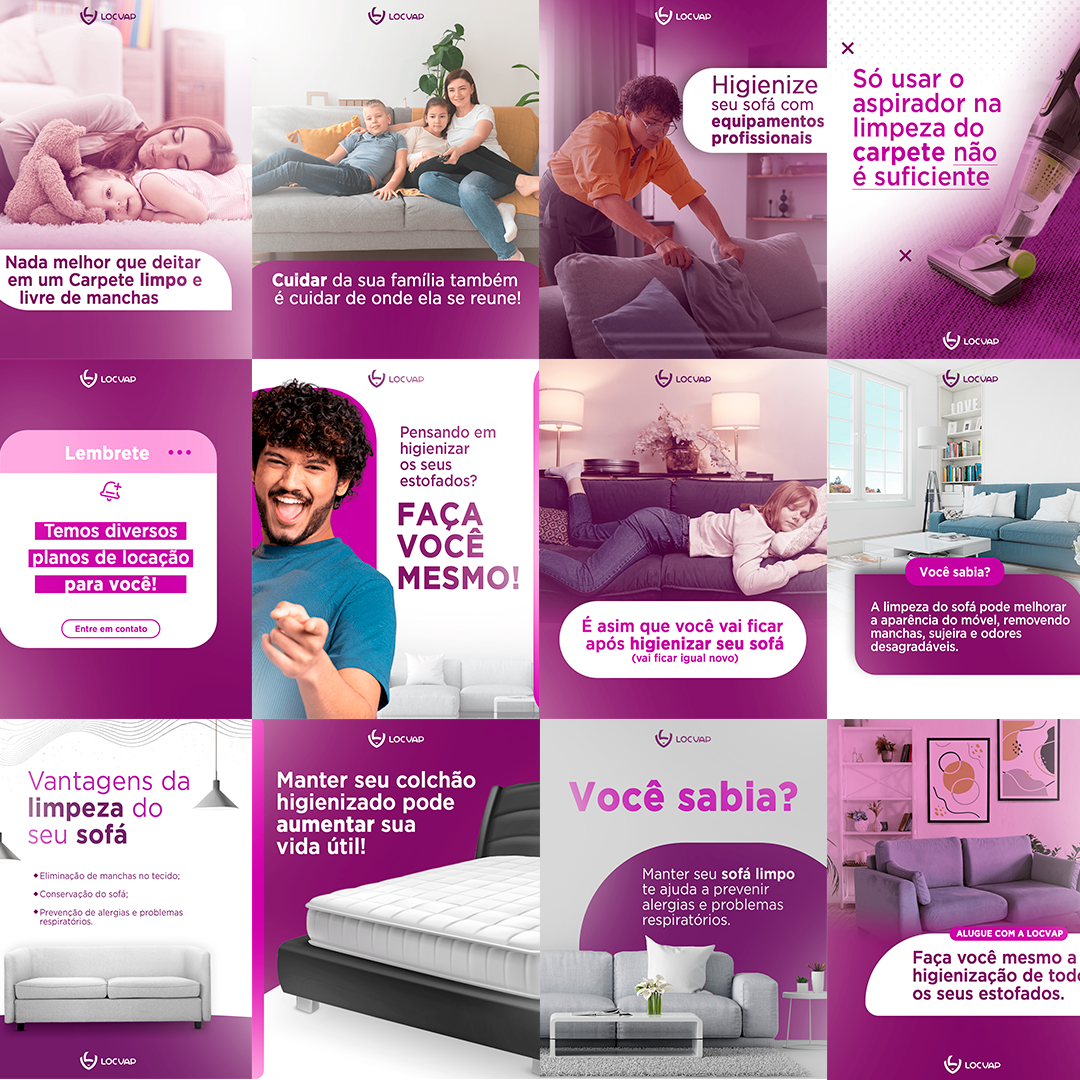 LOCVAP
Nada melhor que deitar
em um Carpete limpo e
livre de manchas
LOCVAP
Cuidar da sua família também
é cuidar de onde ela se reune!
LOCVAP
Higienize
seu sofá com
equipamentos
profissionais
Só usar o
aspirador na
limpeza do
carpete não
é suficiente
LOCVAP
LOCVAP
Lembrete
Temos diversos
planos de locação
para você!
Entre em contato
LOCVAP
Pensando em
higienizar
os seus
estofados?
FAÇA
VOCÊ
MESMO!
LOCVAP
É asim que você vai ficar
após higienizar seu sofá
(vai ficar igual novo)
LOCVAP
LOVE
Você sabia?
A limpeza do sofá pode melhorar
a aparência do móvel, removendo
manchas, sujeira e odores
desagradáveis.
Vantagens da
limpeza do
seu sofá
Eliminação de manchas no tecido;
Conservação do sofá;
Prevenção de alergias e problemas
respiratórios.
LOCVAP
LOCVAP
Manter seu colchão
higienizado pode
aumentar sua
vida útil!
LOCVAP
Você sabia?
Manter seu sofá limpo
te ajuda a prevenir
alergias e problemas
respiratórios.
ALUGUE COM A LOCVAP
Faça você mesmo a
higienização de tod
os seus estofados.
LOCVAP